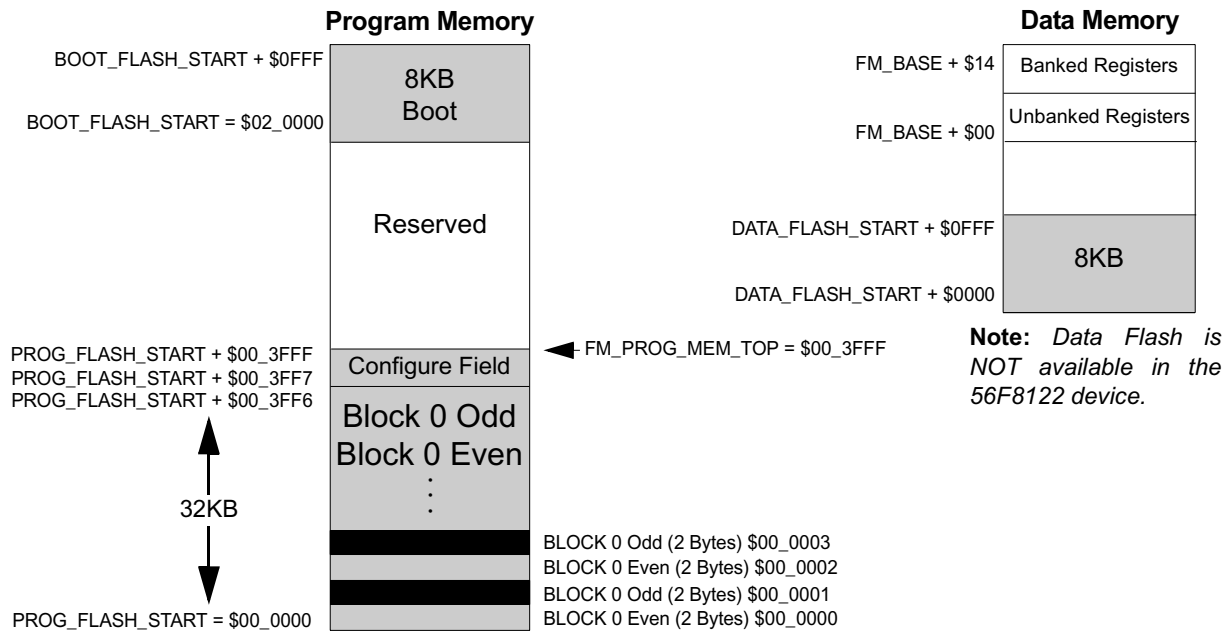 Program Memory
BOOT_FLASH_START + $0FFF
8KB
Boot
BOOT_FLASH_START = $02_0000
Reserved
PROG_FLASH_START + $00_3FFF
FM_PROG_MEM_TOP = $00_3FFF
Configure Field
PROG_FLASH_START + $00_3FF7
PROG_FLASH_START + $00_3FF6
Block 0 Odd
Block 0 Even
32KB
BLOCK 0 Odd (2 Bytes) $00_0003
BLOCK 0 Even (2 Bytes) $00_0002
BLOCK 0 Odd (2 Bytes) $00_0001
PROG_FLASH_START = $00_0000
BLOCK 0 Even (2 Bytes) $00_0000
Data Memory
FM_BASE + $14
Banked Registers
Unbanked Registers
FM_BASE + $00
DATA_FLASH_START + $0FFF
8KB
DATA_FLASH_START + $0000
Note: Data Flash is
NOT available in the
56F8122 device.